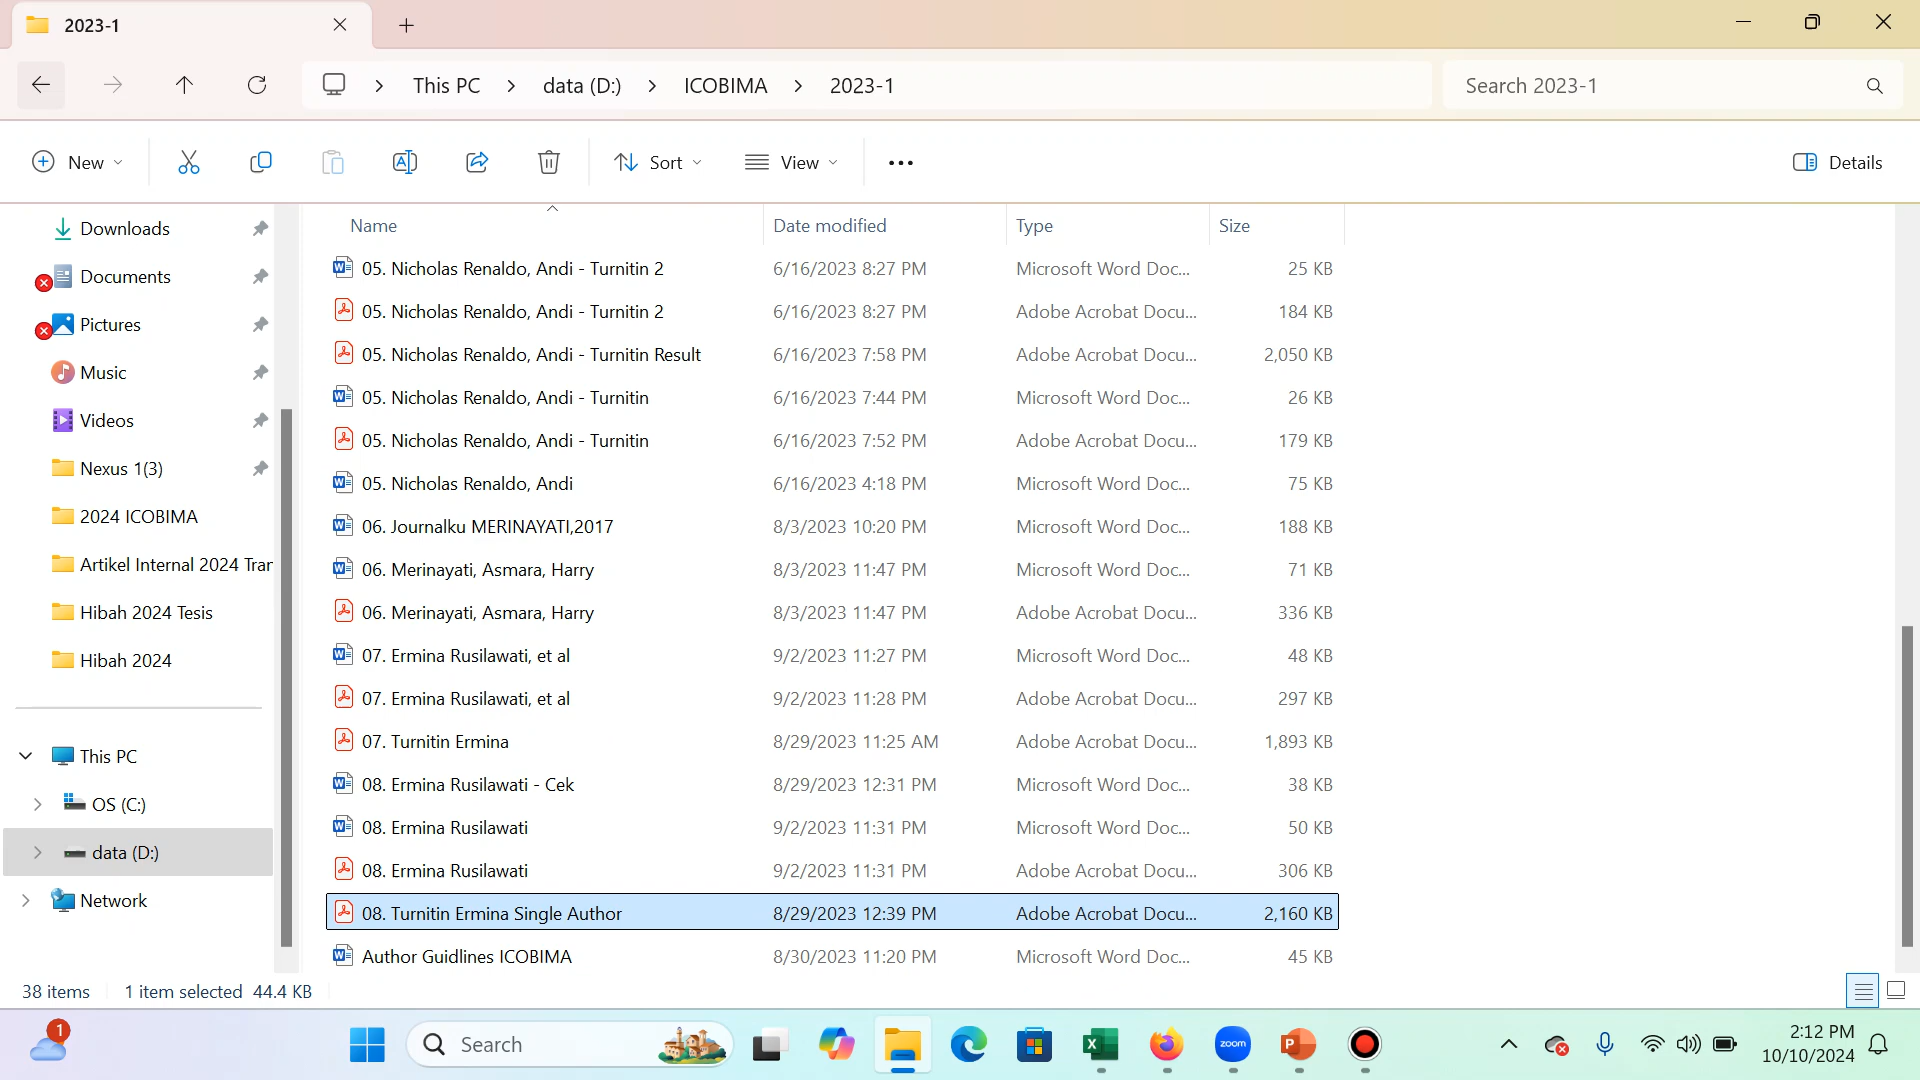 2023-1
This PC
data (D:)
ICOBIMA
2023-1
Search 2023-1
New
Sort
View
Details
Downloads
Documents
Pictures
Music
Videos
Nexus 1(3)
2024 ICOBIMA
Artikel Internal 2024 Tran
Hibah 2024 Tesis
Hibah 2024
This PC
OS (C:)
data (D:)
Network
Name Date modified Type Size
05. Nicholas Renaldo, Andi - Turnitin 2 6/16/2023 8:27 PM Microsoft Word Doc... 25 KB
05. Nicholas Renaldo, Andi - Turnitin 2 6/16/2023 8:27 PM Adobe Acrobat Docu... 184 KB
05. Nicholas Renaldo, Andi - Turnitin Result 6/16/2023 7:58 PM Adobe Acrobat Docu... 2,050 KB
05. Nicholas Renaldo, Andi - Turnitin 6/16/2023 7:44 PM Microsoft Word Doc... 26 KB
05. Nicholas Renaldo, Andi - Turnitin 6/16/2023 7:52 PM Adobe Acrobat Docu... 179 KB
05. Nicholas Renaldo, Andi 6/16/2023 4:18 PM Microsoft Word Doc... 75 KB
06. Journalku MERINAYATI,2017 8/3/2023 10:20 PM Microsoft Word Doc... 188 KB
06. Merinayati, Asmara, Harry 8/3/2023 11:47 PM Microsoft Word Doc... 71 KB
06. Merinayati, Asmara, Harry 8/3/2023 11:47 PM Adobe Acrobat Docu... 336 KB
07. Ermina Rusilawati, et al 9/2/2023 11:27 PM Microsoft Word Doc... 48 KB
07. Ermina Rusilawati, et al 9/2/2023 11:28 PM Adobe Acrobat Docu... 297 KB
07. Turnitin Ermina 8/29/2023 11:25 AM Adobe Acrobat Docu... 1,893 KB
08. Ermina Rusilawati - Cek 8/29/2023 12:31 PM Microsoft Word Doc... 38 KB
08. Ermina Rusilawati 9/2/2023 11:31 PM Microsoft Word Doc... 50 KB
08. Ermina Rusilawati 9/2/2023 11:31 PM Adobe Acrobat Docu... 306 KB
08. Turnitin Ermina Single Author 8/29/2023 12:39 PM Adobe Acrobat Docu... 2,160 KB
Author Guidlines ICOBIMA 8/30/2023 11:20 PM Microsoft Word Doc... 45 KB
38 items 1 item selected 44.4 KB
1
Search
zoom
2:12 PM
10/10/2024